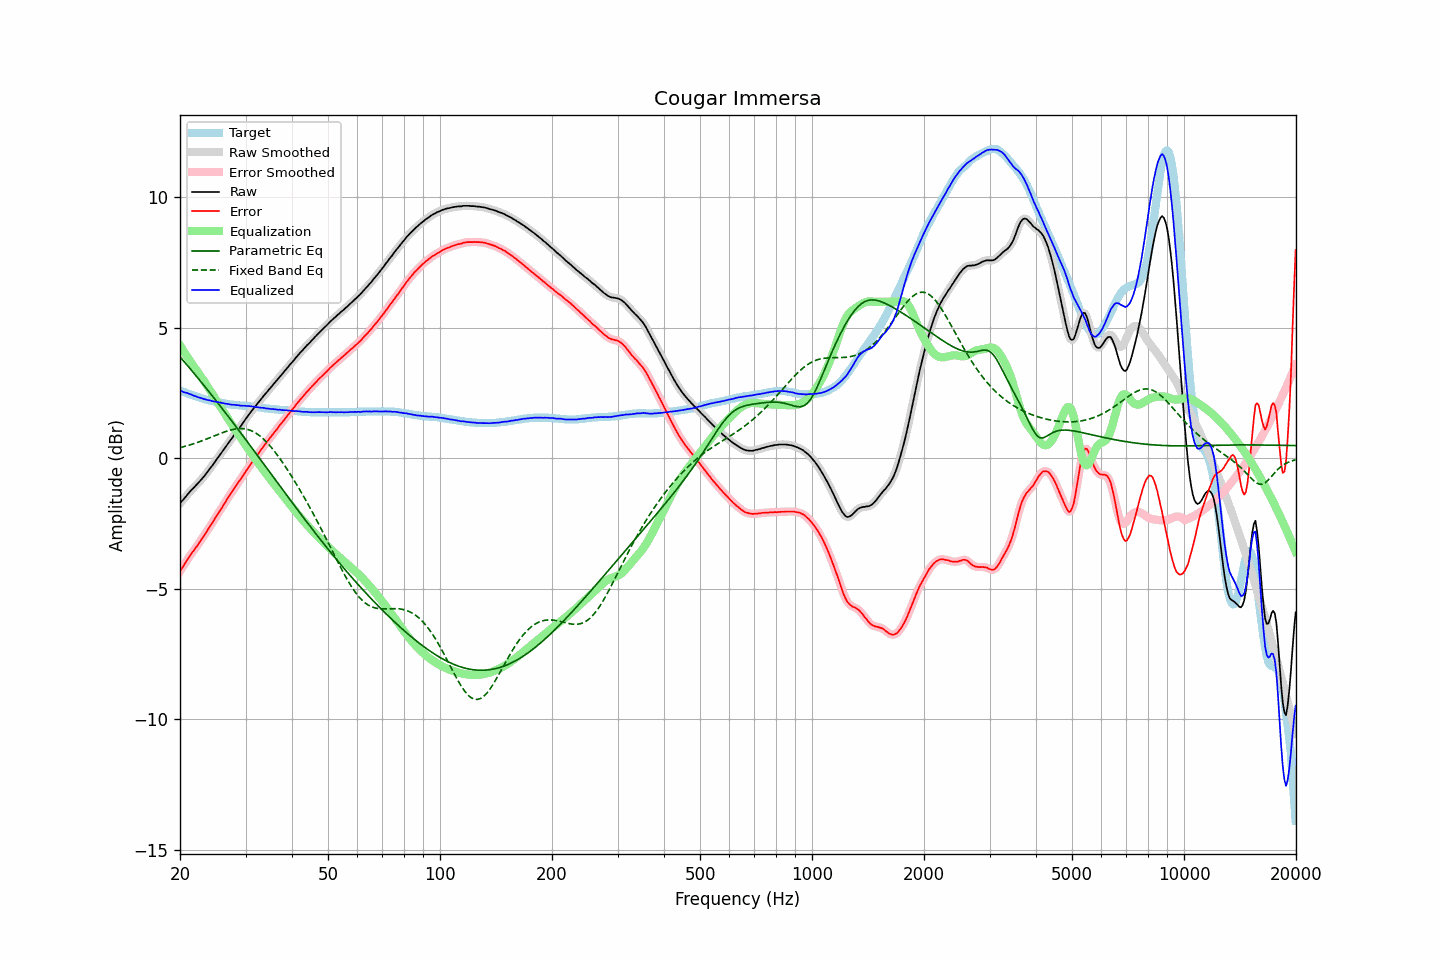 Cougar Immersa
Target
Raw Smoothed
Error Smoothed
Raw
Error
Equalization
Parametric Eq
Fixed Band Eq
Equalized
10
5
0
−5
−10
−15
Amplitude (dBr)
20 50 100 200 500 1000 2000 5000 10000 20000
Frequency (Hz)